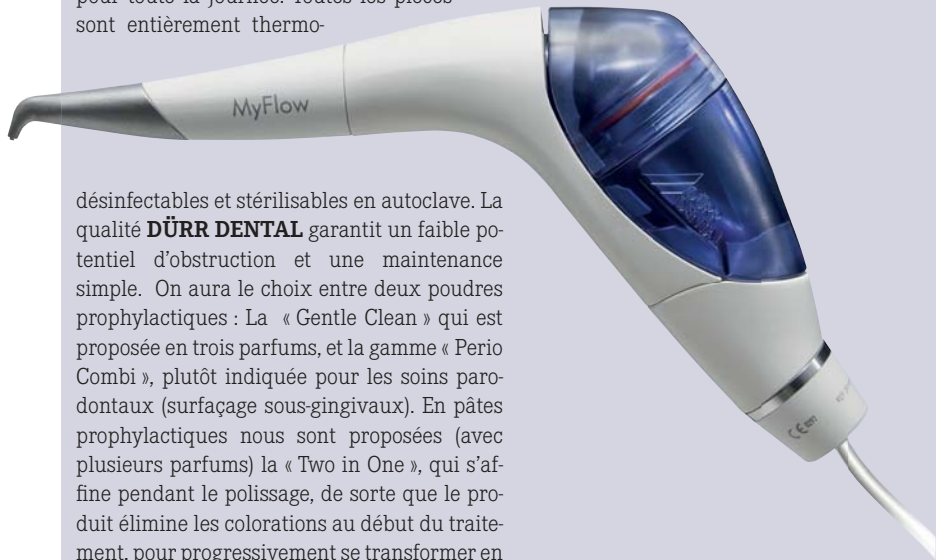 pour toute la journée. Toutes les pièces
sont entièrement thermo-
MyFlow
désinfectables et stérilisables en autoclave. La
qualité DÜRR DENTAL garantit un faible po-
tentiel d'obstruction et une maintenance
simple. On aura le choix entre deux poudres
prophylactiques : La « Gentle Clean » qui est
proposée en trois parfums, et la gamme « Perio
Combi », plutôt indiquée pour les soins paro-
dontaux (surfaçage sous-gingivaux). En pâtes
prophylactiques nous sont proposées (avec
plusieurs parfums) la « Two in One », qui s'af-
fine pendant le polissage, de sorte que le pro-
duit élimine les colorations au début du traite-
ment, pour progressivement se transformer en
CE